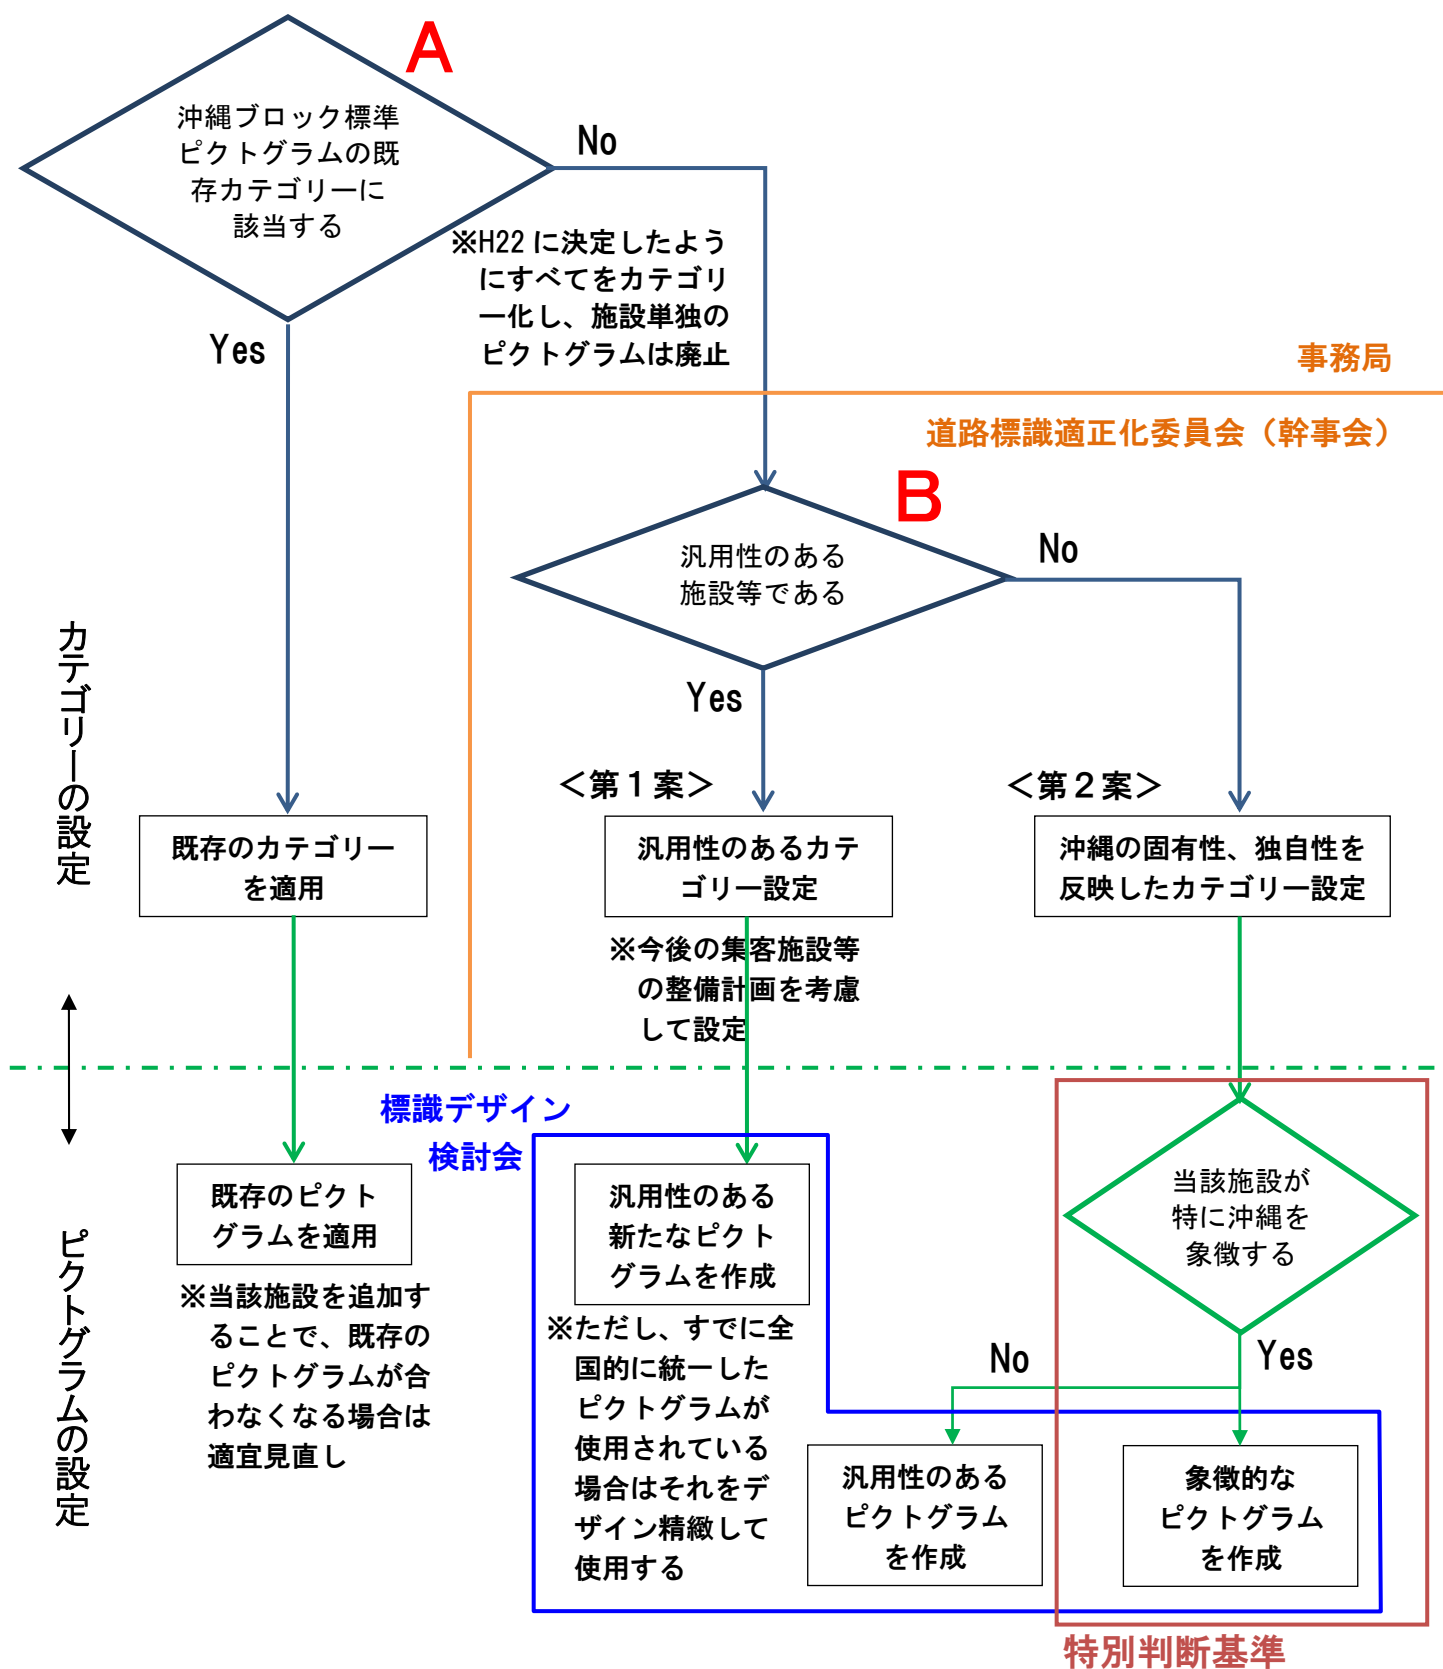 A
沖縄ブロック標準
ピクトグラムの既
存カテゴリーに
該当する
No
Yes
※H22に決定したよう
にすべてをカテゴリ
ー化し、施設単独の
ピクトグラムは廃止
事務局
道路標識適正化委員会（幹事会）
B
汎用性のある
施設等である
No
Yes
カテゴリーの設定
＜第１案＞
＜第２案＞
既存のカテゴリー
を適用
汎用性のあるカテ
ゴリー設定
沖縄の固有性、独自性を
反映したカテゴリー設定
※今後の集客施設等
の整備計画を考慮
して設定
標識デザイン
検討会
ピクトグラムの設定
既存のピクト
グラムを適用
※当該施設を追加す
ることで、既存の
ピクトグラムが合
わなくなる場合は
適宜見直し
汎用性のある
新たなピクト
グラムを作成
※ただし、すでに全
国的に統一した
ピクトグラムが
使用されている
場合はそれをデ
ザイン精緻して
使用する
当該施設が
特に沖縄を
象徴する
No
Yes
汎用性のある
ピクトグラム
を作成
象徴的な
ピクトグラム
を作成
特別判断基準